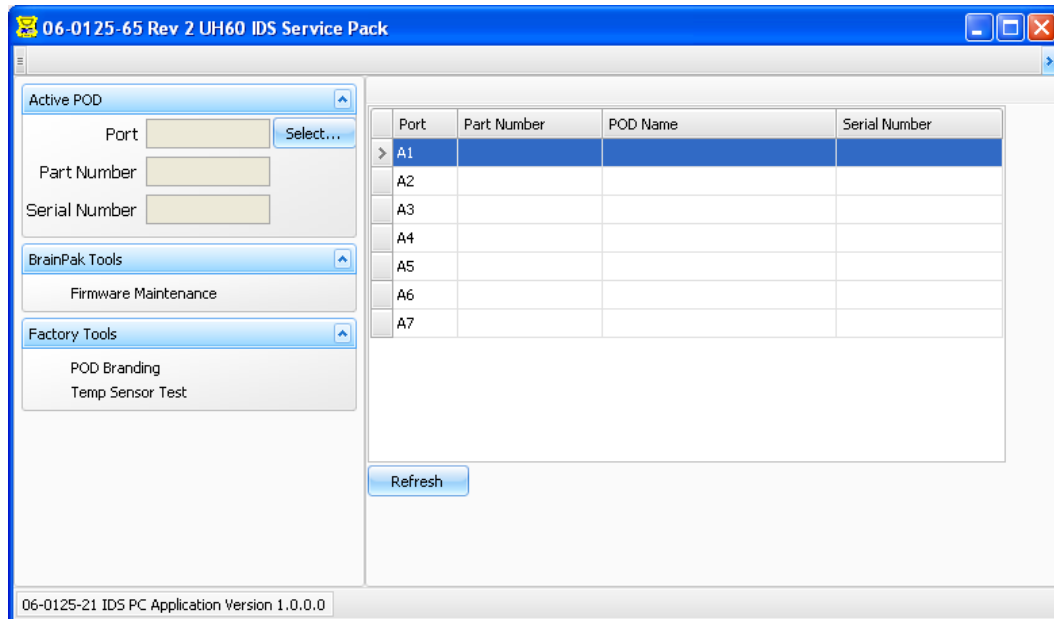 06-0125-65 Rev 2 UH60 IDS Service Pack
Active POD
Port
Select...
Part Number
Serial Number
BrainPak Tools
Firmware Maintenance
Factory Tools
POD Branding
Temp Sensor Test
Port Part Number POD Name Serial Number
A1
A2
A3
A4
A5
A6
A7
Refresh
06-0125-21 IDS PC Application Version 1.0.0.0